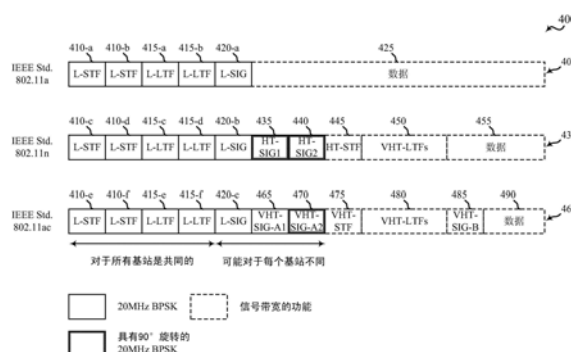 400
410-a 410-b 415-a 415-b 420-a 425
IEEE Std. 802.11a
L-STF L-STF L-LTF L-LTF L-SIG 数据
410-c 410-d 415-c 415-d 420-b 435 440 445 450 455
IEEE Std. 802.11n
L-STF L-STF L-LTF L-LTF L-SIG HT-SIG1 HT-SIG2 HT-STF VHT-LTFs 数据
43
410-e 410-f 415-e 415-f 420-c 465 470 475 480 485 490
IEEE Std. 802.11ac
L-STF L-STF L-LTF L-LTF L-SIG VHT-SIG-A1 VHT-SIG-A2 VHT-STF VHT-LTFs VHT-SIG-B 数据
46
对于所有基站是共同的
可能对于每个基站不同
20MHz BPSK
信号带宽的功能
具有90°旋转的
20MHz BPSK